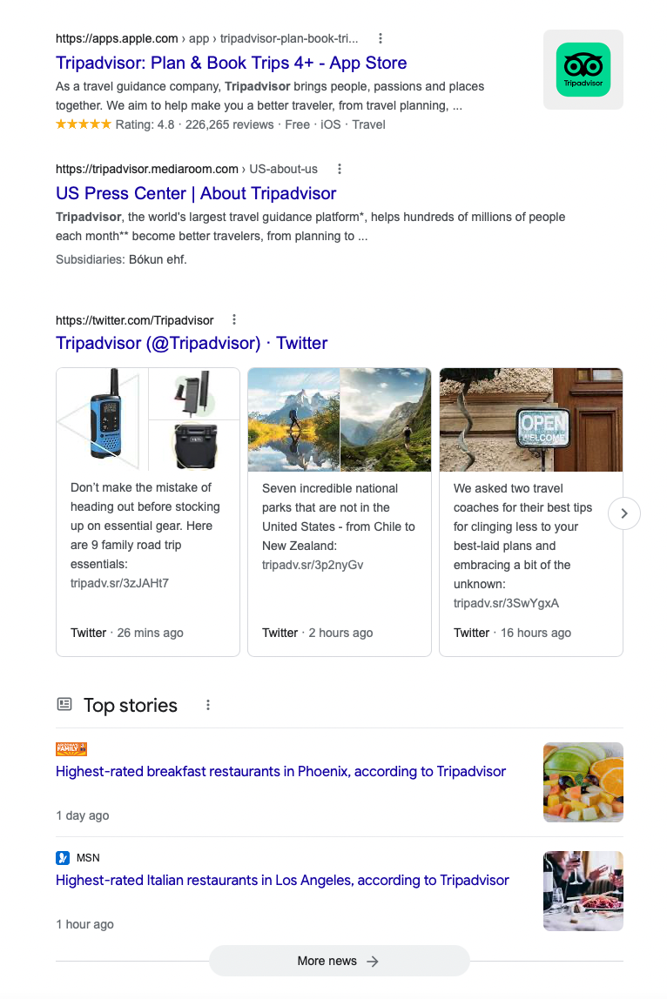 https://apps.apple.com › app › tripadvisor-plan-book-tri...
Tripadvisor: Plan & Book Trips 4+ - App Store
As a travel guidance company, Tripadvisor brings people, passions and places
together. We aim to help make you a better traveler, from travel planning, ...
Rating: 4.8 · 226,265 reviews · Free · iOS · Travel
Tripadvisor
https://tripadvisor.mediaroom.com › US-about-us
US Press Center | About Tripadvisor
Tripadvisor, the world's largest travel guidance platform*, helps hundreds of millions of people
each month** become better travelers, from planning to ...
Subsidiaries: Bókun ehf.
https://twitter.com/Tripadvisor
Tripadvisor (@Tripadvisor) · Twitter
Don’t make the mistake of
heading out before stocking
up on essential gear. Here
are 9 family road trip
essentials:
tripadv.sr/3zJAHt7
Twitter · 26 mins ago
Seven incredible national
parks that are not in the
United States - from Chile to
New Zealand:
tripadv.sr/3p2nyGv
Twitter · 2 hours ago
OPEN
WELCOME
We asked two travel
coaches for their best tips
for clinging less to your
best-laid plans and
embracing a bit of the
unknown:
tripadv.sr/3SwYgxA
Twitter · 16 hours ago
Top stories
FAMILY
Highest-rated breakfast restaurants in Phoenix, according to Tripadvisor
1 day ago
MSN
Highest-rated Italian restaurants in Los Angeles, according to Tripadvisor
1 hour ago
More news